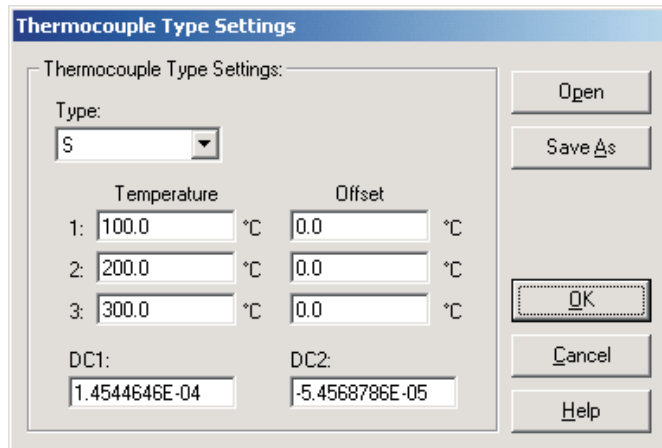 Thermocouple Type Settings
Thermocouple Type Settings:
Type:
S
Temperature Offset
1: 100.0 °C 0.0 °C
2: 200.0 °C 0.0 °C
3: 300.0 °C 0.0 °C
DC1: DC2:
1.4544646E-04 -5.4568786E-05
Open
Save As
OK
Cancel
Help